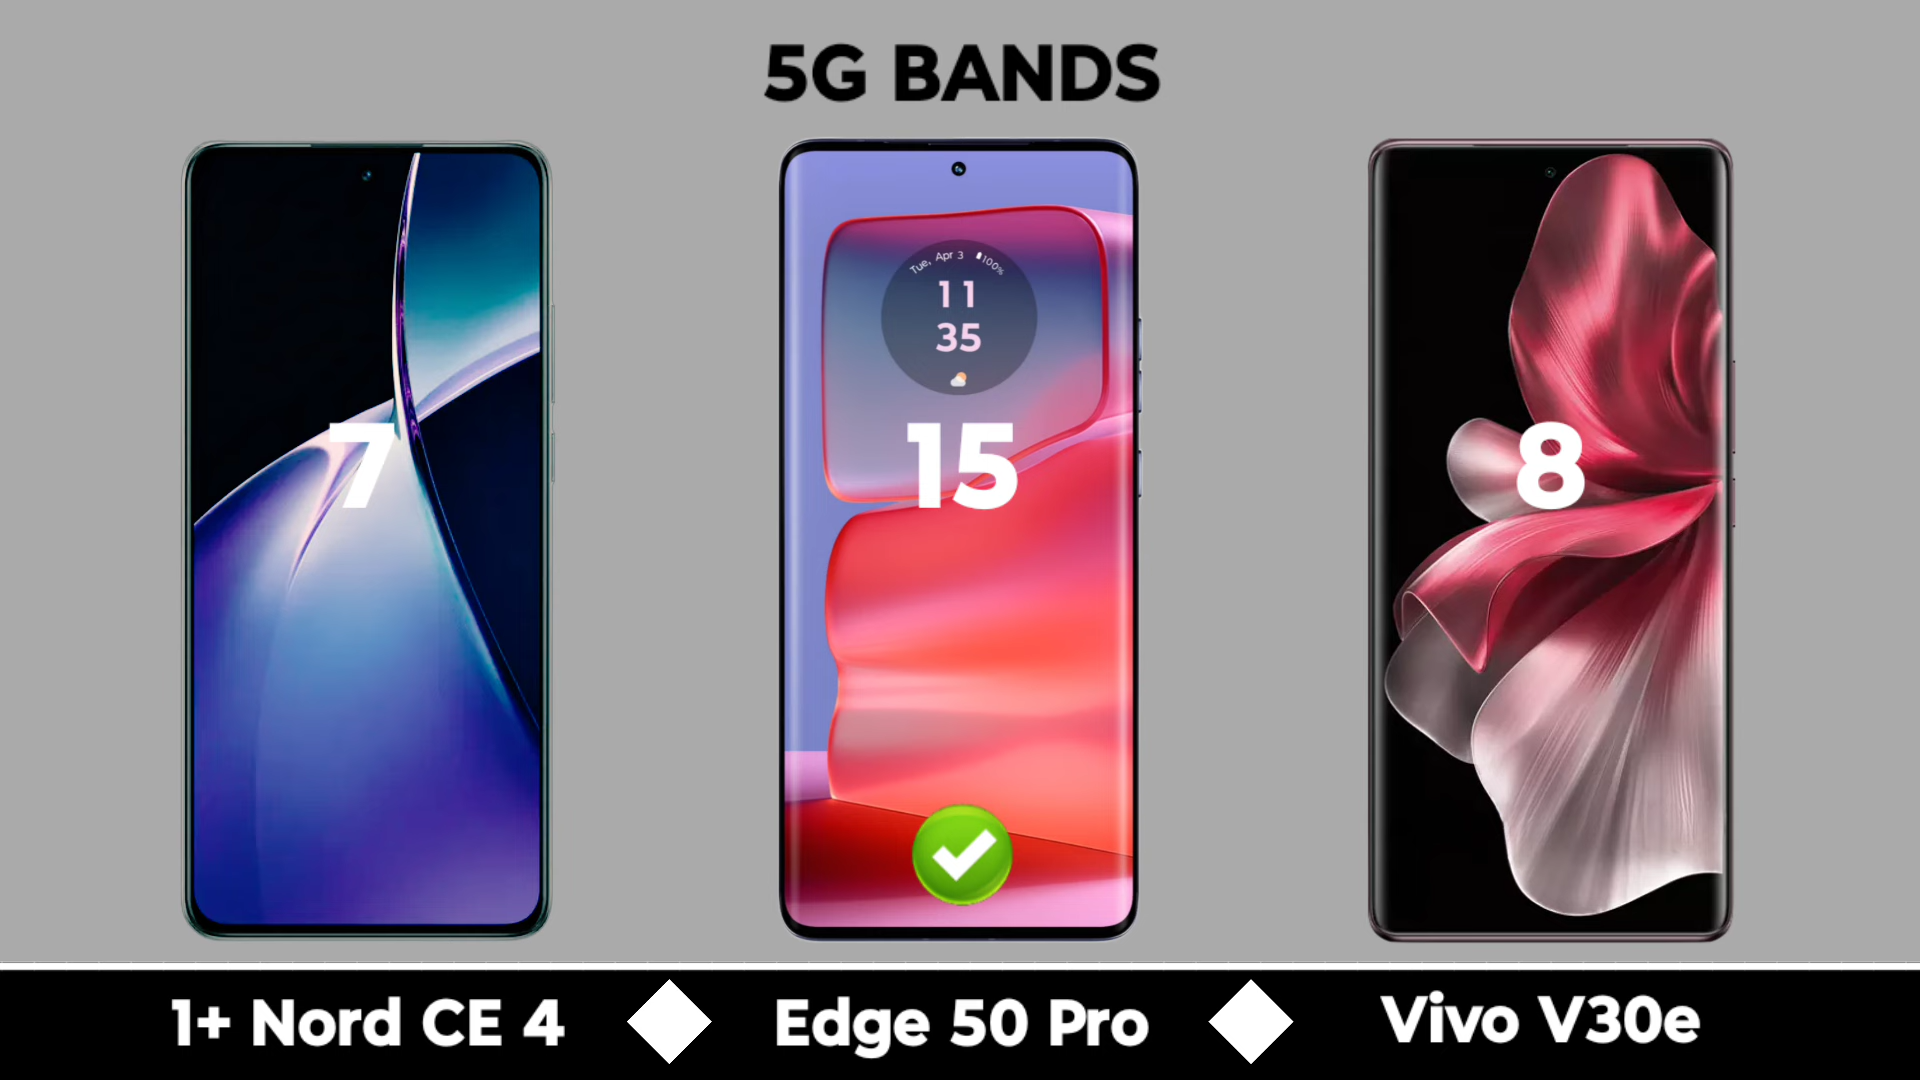 5G BANDS
Tue, Apr 3 100%
11
35
7
15
8
1+ Nord CE 4
Edge 50 Pro
Vivo V30e